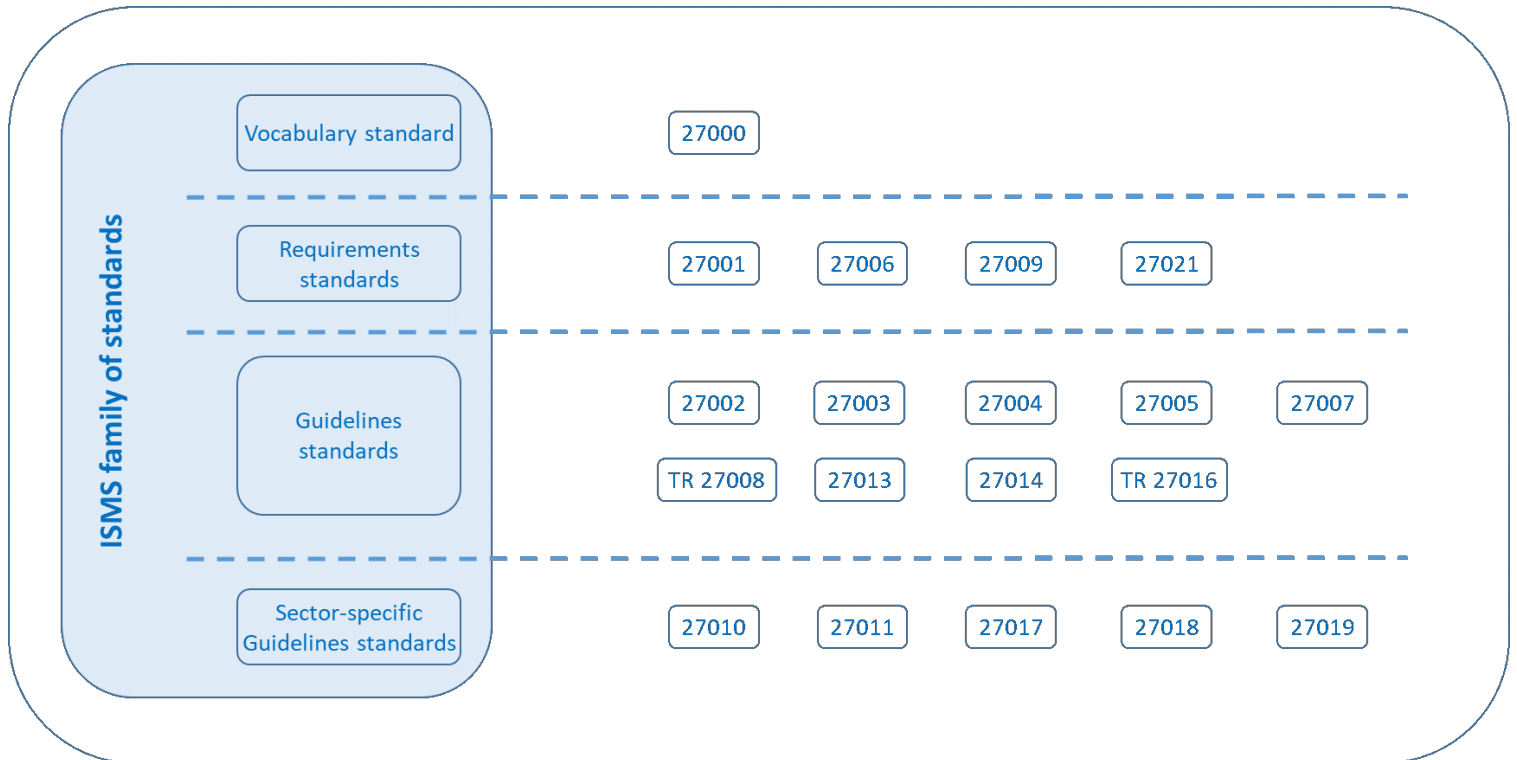 ISMS family of standards
Vocabulary standard
27000
Requirements
standards
27001 27006 27009 27021
Guidelines
standards
27002 27003 27004 27005 27007
TR 27008 27013 27014 TR 27016
Sector-specific
Guidelines standards
27010 27011 27017 27018 27019